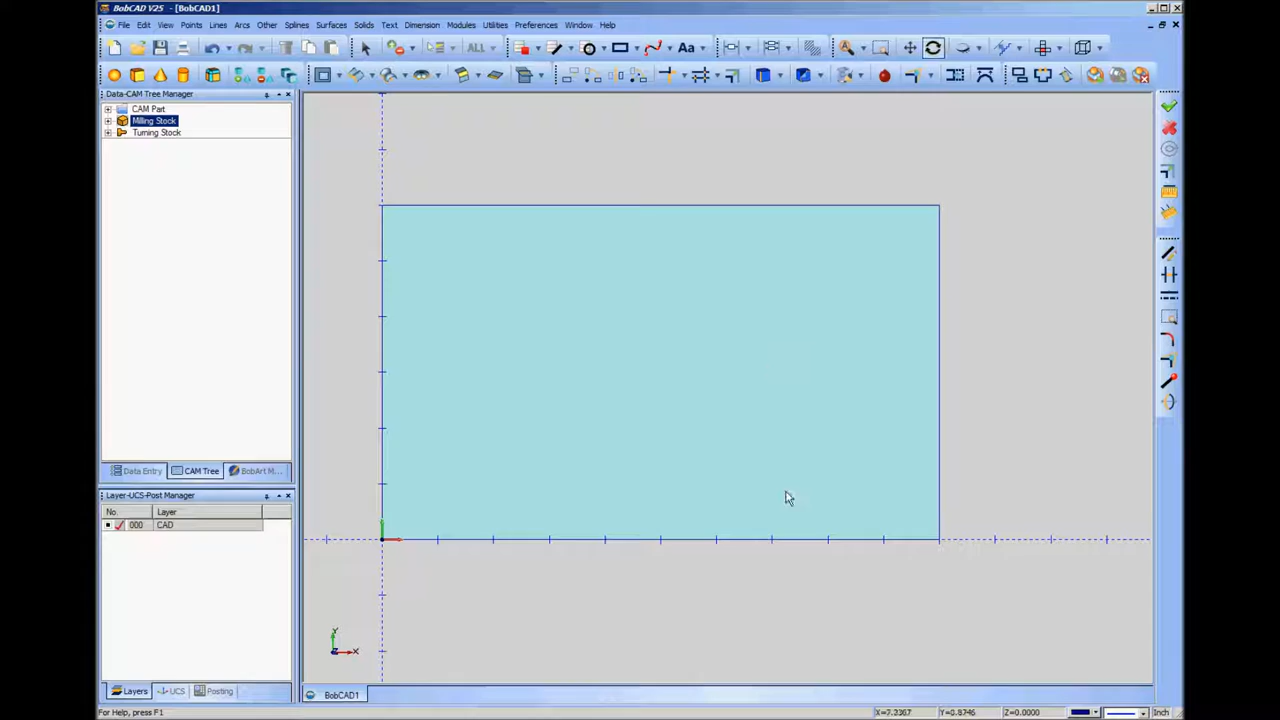 BobCAD V25 - [BobCAD1]
File Edit View Points Lines Arcs Other Splines Surfaces Solids Text Dimension Modules Utilities Preferences Window Help
ALL Aa
Data-CAM Tree Manager
CAM Part
Milling Stock
Turning Stock
Data Entry CAM Tree BobArt M...
Layer-UCS-Post Manager
No. Layer
000 CAD
Y
Z X
Layers UCS Posting
BobCAD1
For Help, press F1 X=7.2367 Y=0.8746 Z=0.0000 Inch